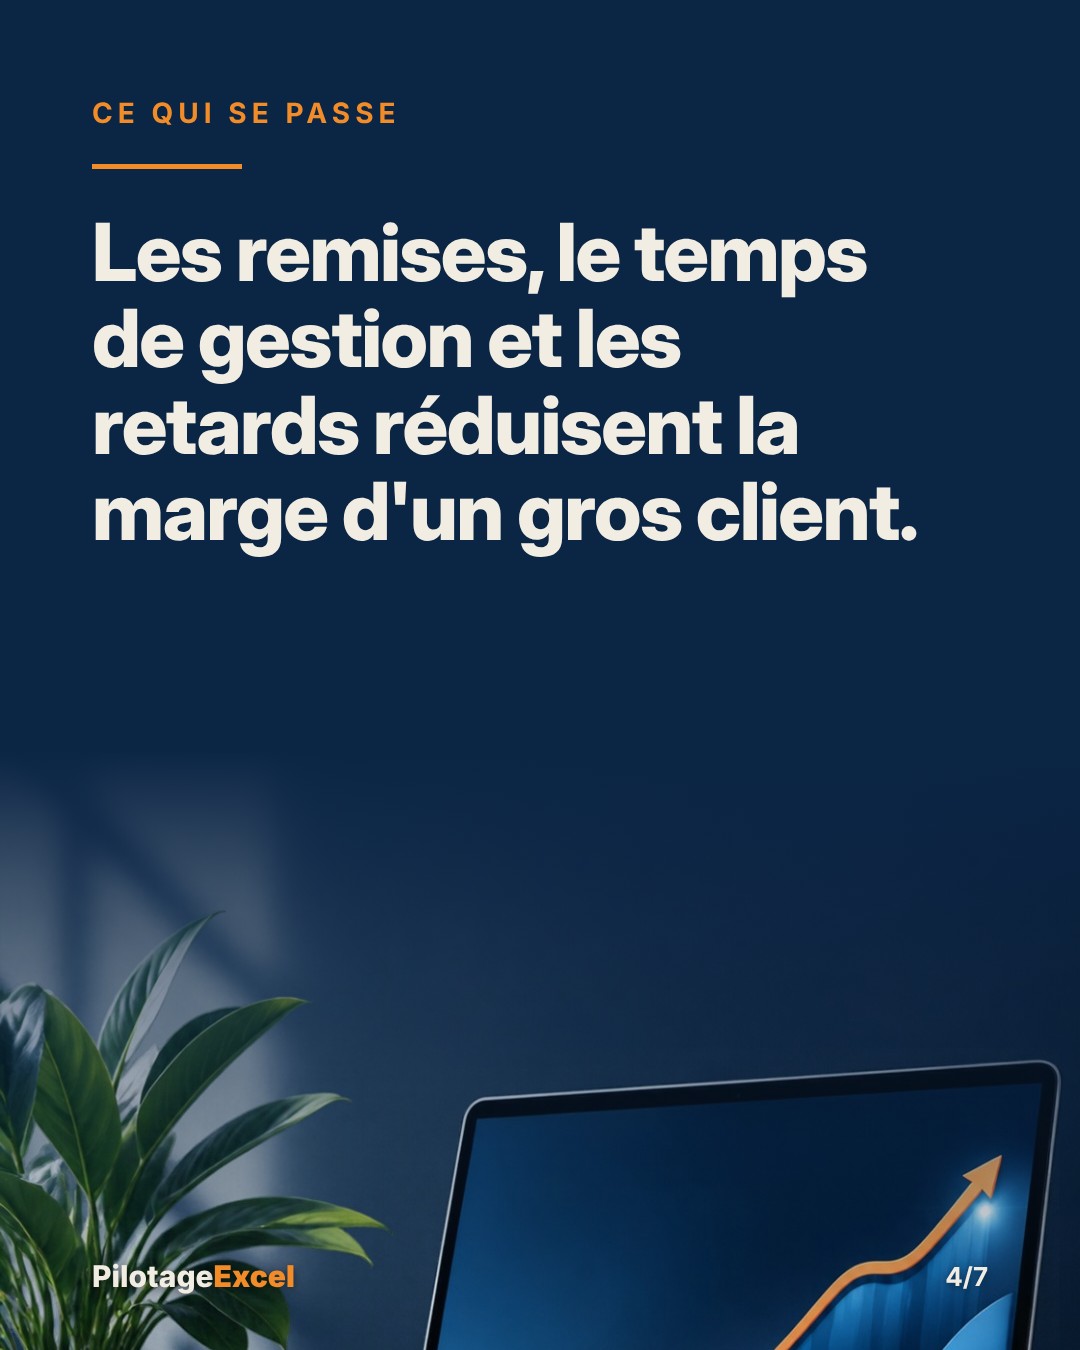 CE QUI SE PASSE
Les remises, le temps
de gestion et les
retards réduisent la
marge d'un gros client.
PilotageExcel
4/7